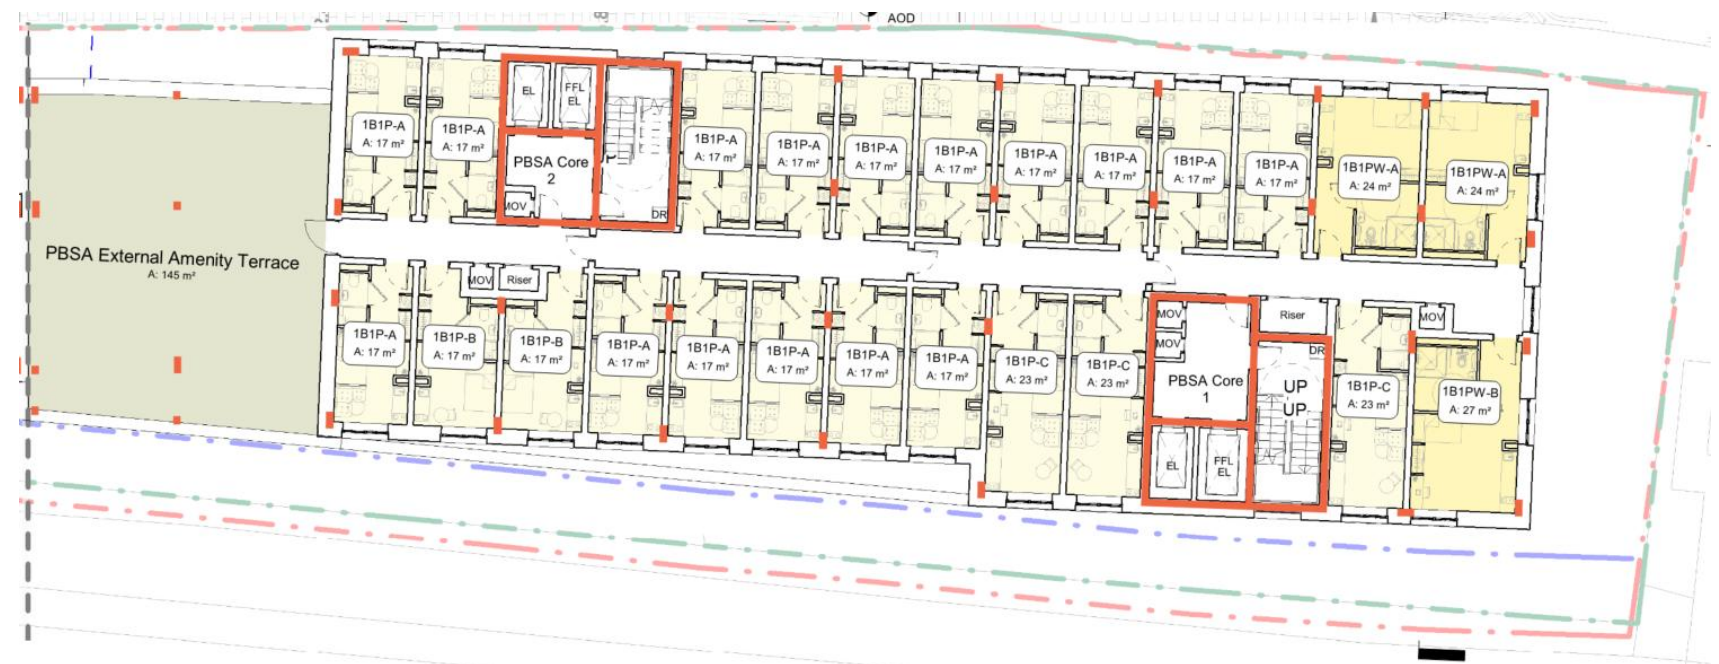 AOD
EL
FFL
EL
PBSA Core
2
MOV
DR
1B1P-A
A: 17 m²
1B1P-A
A: 17 m²
1B1P-A
A: 17 m²
1B1P-A
A: 17 m²
1B1P-A
A: 17 m²
1B1P-A
A: 17 m²
1B1P-A
A: 17 m²
1B1P-A
A: 17 m²
1B1P-A
A: 17 m²
1B1P-A
A: 17 m²
1B1PW-A
A: 24 m²
1B1PW-A
A: 24 m²
PBSA External Amenity Terrace
A: 145 m²
MOV
Riser
1B1P-A
A: 17 m²
1B1P-B
A: 17 m²
1B1P-B
A: 17 m²
1B1P-A
A: 17 m²
1B1P-A
A: 17 m²
1B1P-A
A: 17 m²
1B1P-A
A: 17 m²
1B1P-A
A: 17 m²
1B1P-C
A: 23 m²
1B1P-C
A: 23 m²
MOV
MOV
PBSA Core
1
EL
FFL
EL
Riser
DR
UP
UP
MOV
1B1P-C
A: 23 m²
1B1PW-B
A: 27 m²